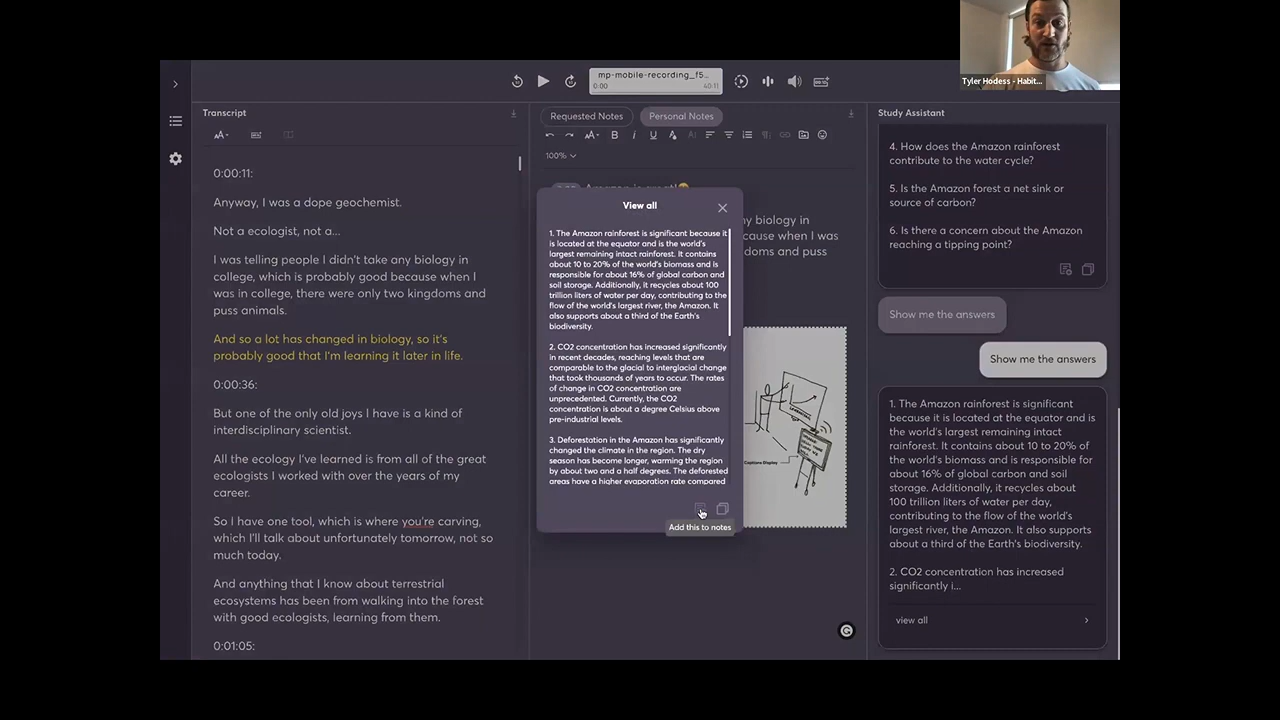 Tyler Hodess - Habit...
mp-mobile-recording_f5...
0:00
40:11
Transcript
0:00:11:
Anyway, I was a dope geochemist.
Not a ecologist, not a...
I was telling people I didn't take any biology in
college, which is probably good because when I
was in college, there were only two kingdoms and
puss animals.
And so a lot has changed in biology, so it's
probably good that I'm learning it later in life.
0:00:36:
But one of the only old joys I have is a kind of
interdisciplinary scientist.
All the ecology I've learned is from all of the great
ecologists I worked with over the years of my
career.
So I have one tool, which is where you're carving,
which I'll talk about unfortunately tomorrow, not so
much today.
And anything that I know about terrestrial
ecosystems has been from walking into the forest
with good ecologists, learning from them.
0:01:05:
Requested Notes
Personal Notes
B i U
100%
Amazon is great!
ny biology in
cause when I was
doms and puss
Captions Display
View all
1. The Amazon rainforest is significant because it
is located at the equator and is the world's
largest remaining intact rainforest. It contains
about 10 to 20% of the world's biomass and is
responsible for about 16% of global carbon and
soil storage. Additionally, it recycles about 100
trillion liters of water per day, contributing to the
flow of the world's largest river, the Amazon. It
also supports about a third of the Earth's
biodiversity.
2. CO2 concentration has increased significantly
in recent decades, reaching levels that are
comparable to the glacial to interglacial change
that took thousands of years to occur. The rates
of change in CO2 concentration are
unprecedented. Currently, the CO2
concentration is about a degree Celsius above
pre-industrial levels.
3. Deforestation in the Amazon has significantly
changed the climate in the region. The dry
season has become longer, warming the region
by about two and a half degrees. The deforested
areas have a higher evaporation rate compared
Add this to notes
Study Assistant
4. How does the Amazon rainforest
contribute to the water cycle?
5. Is the Amazon forest a net sink or
source of carbon?
6. Is there a concern about the Amazon
reaching a tipping point?
Show me the answers
Show me the answers
1. The Amazon rainforest is significant
because it is located at the equator and is
the world's largest remaining intact
rainforest. It contains about 10 to 20% of
the world's biomass and is responsible for
about 16% of global carbon and soil
storage. Additionally, it recycles about
100 trillion liters of water per day,
contributing to the flow of the world's
largest river, the Amazon. It also supports
about a third of the Earth's biodiversity.
2. CO2 concentration has increased
significantly i...
view all